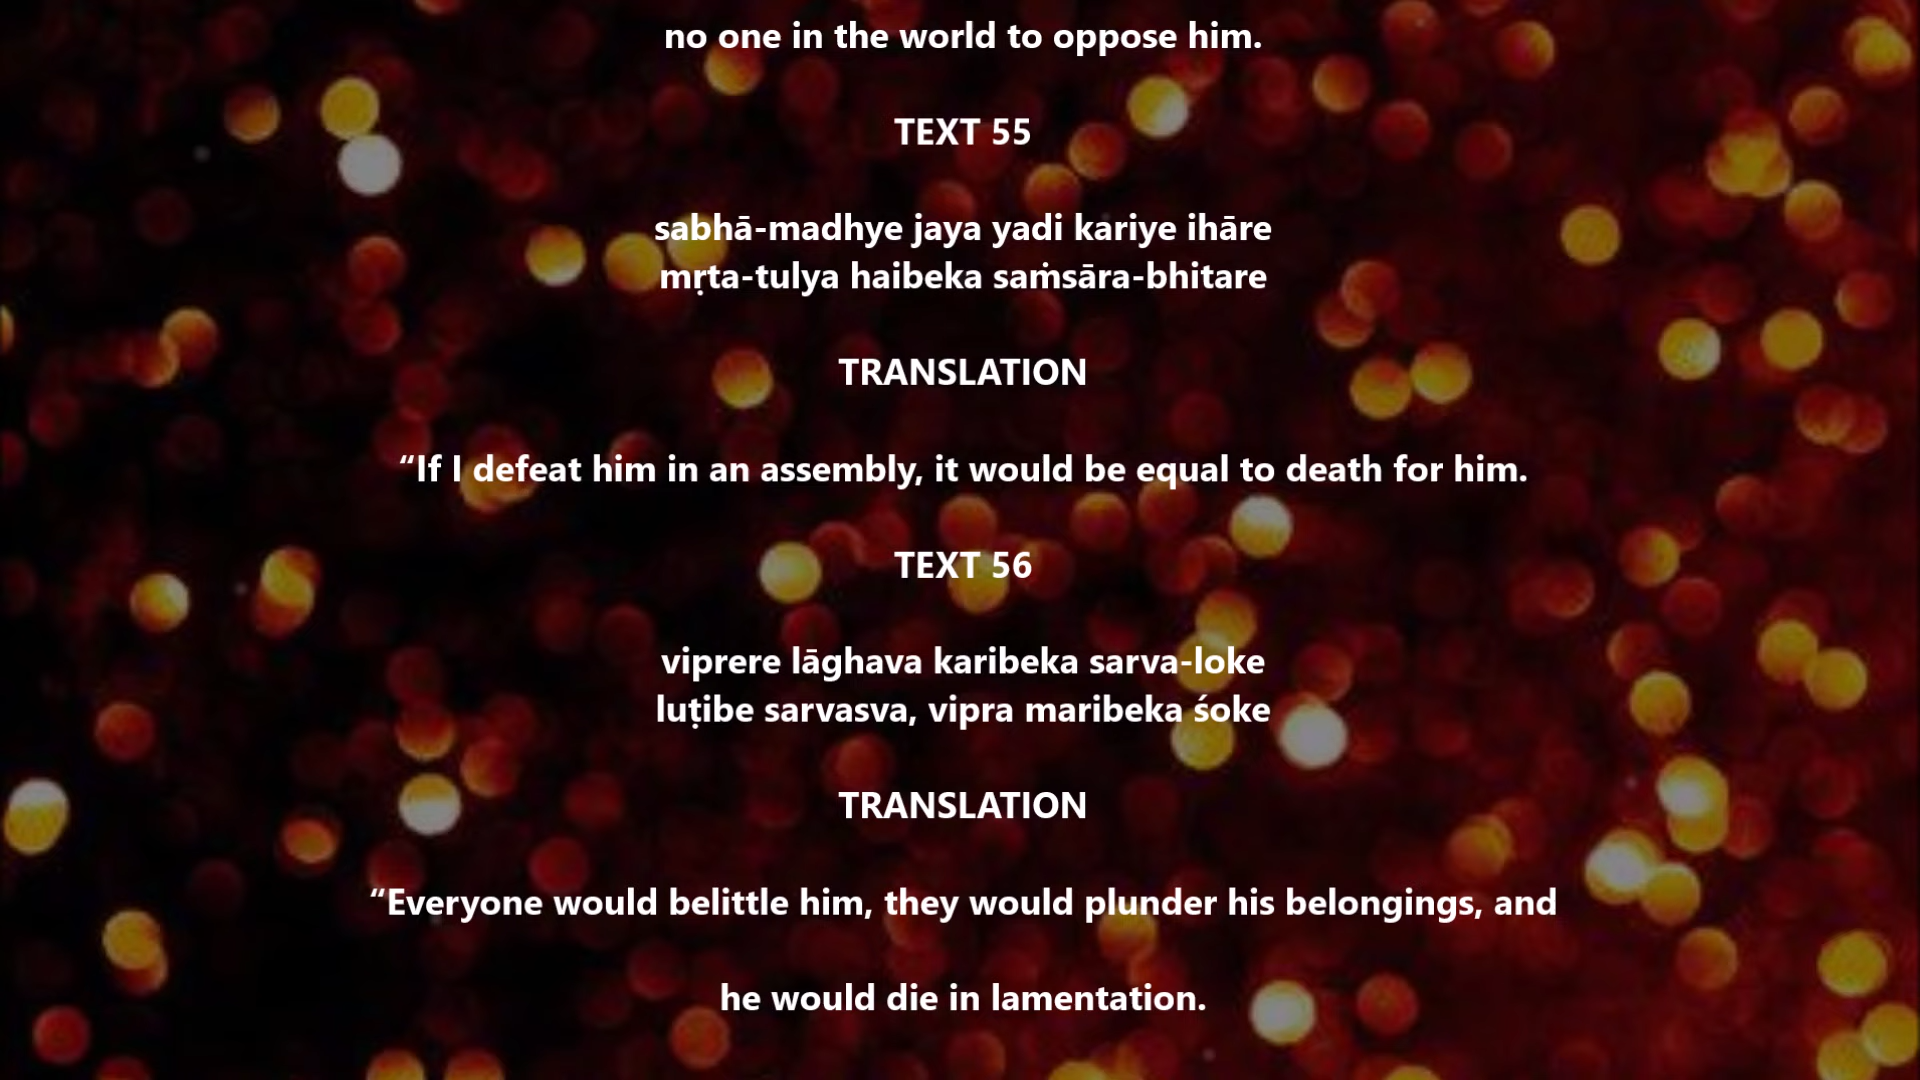 no one in the world to oppose him.
TEXT 55
sabhā-madhye jaya yadi kariye ihāre
mṛta-tulya haibeka saṁsāra-bhitare
TRANSLATION
“If I defeat him in an assembly, it would be equal to death for him.
TEXT 56
viprere lāghava karibeka sarva-loke
luṭibe sarvasva, vipra maribeka śoke
TRANSLATION
“Everyone would belittle him, they would plunder his belongings, and
he would die in lamentation.